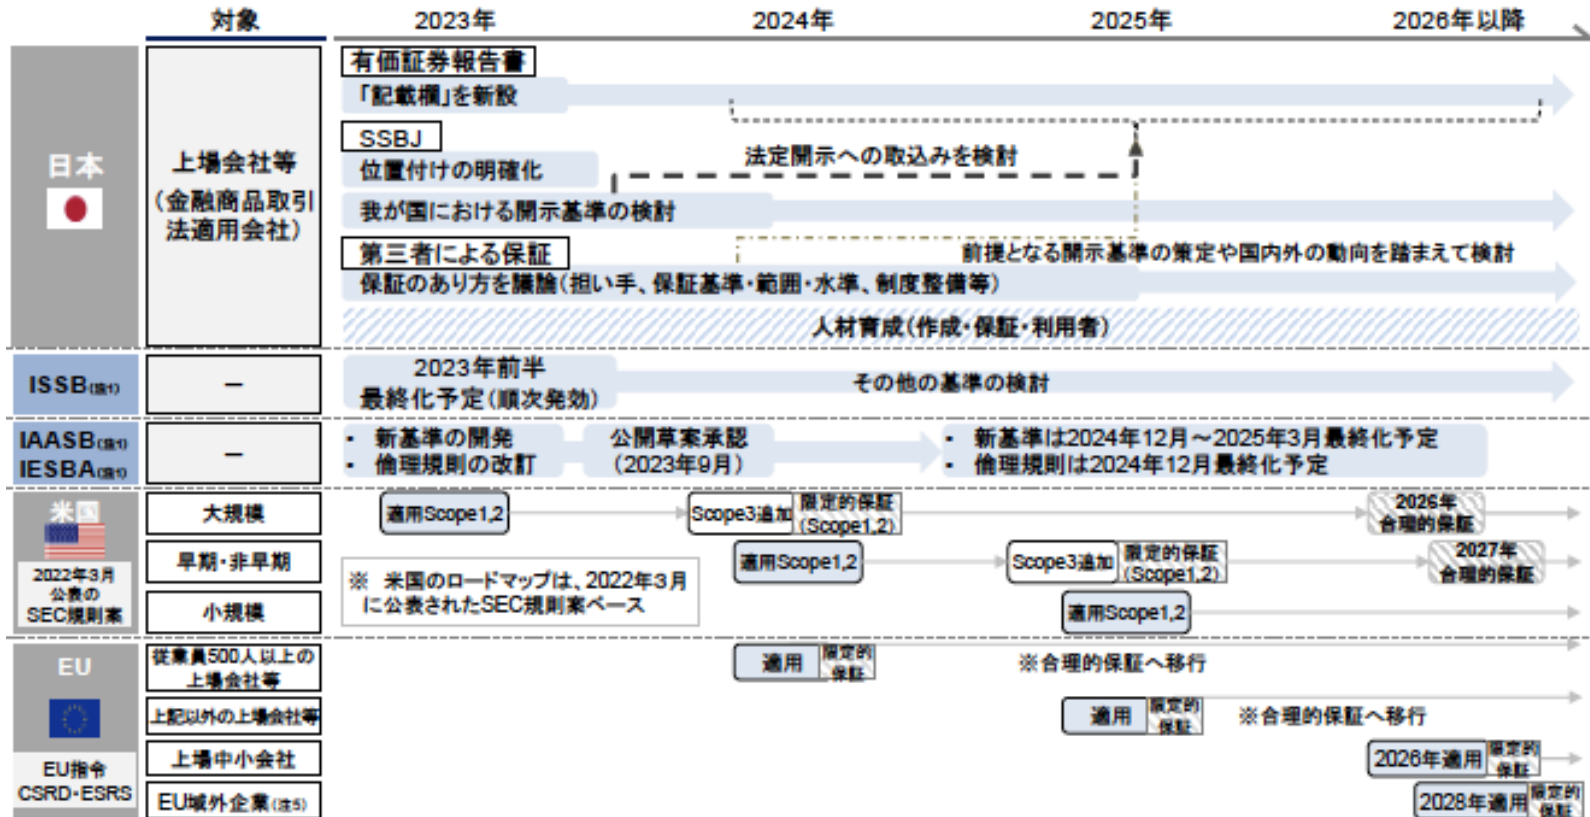 対象
2023年
2024年
2025年
2026年以降
日本
上場会社等
（金融商品取引
法適用会社）
有価証券報告書
「記載欄」を新設
SSBJ
位置付けの明確化
法定開示への取込みを検討
我が国における開示基準の検討
第三者による保証
前提となる開示基準の策定や国内外の動向を踏まえて検討
保証のあり方を議論（担い手、保証基準・範囲・水準、制度整備等）
人材育成（作成・保証・利用者）
ISSB(注1)
－
2023年前半
最終化予定（順次発効）
その他の基準の検討
IAASB(注1)
IESBA(注1)
－
・ 新基準の開発
・ 倫理規則の改訂
公開草案承認
（2023年9月）
・ 新基準は2024年12月～2025年3月最終化予定
・ 倫理規則は2024年12月最終化予定
米国
2022年3月
公表の
SEC規則案
大規模
適用Scope1,2
Scope3追加
限定的保証
（Scope1,2）
2026年
合理的保証
早期・非早期
適用Scope1,2
Scope3追加
限定的保証
（Scope1,2）
2027年
合理的保証
※ 米国のロードマップは、2022年3月
に公表されたSEC規則案ベース
小規模
適用Scope1,2
EU
EU指令
CSRD・ESRS
従業員500人以上の
上場会社等
適用
限定的
保証
※合理的保証へ移行
上記以外の上場会社等
適用
限定的
保証
※合理的保証へ移行
上場中小会社
2026年適用
限定的
保証
EU域外企業(注5)
2028年適用
限定的
保証